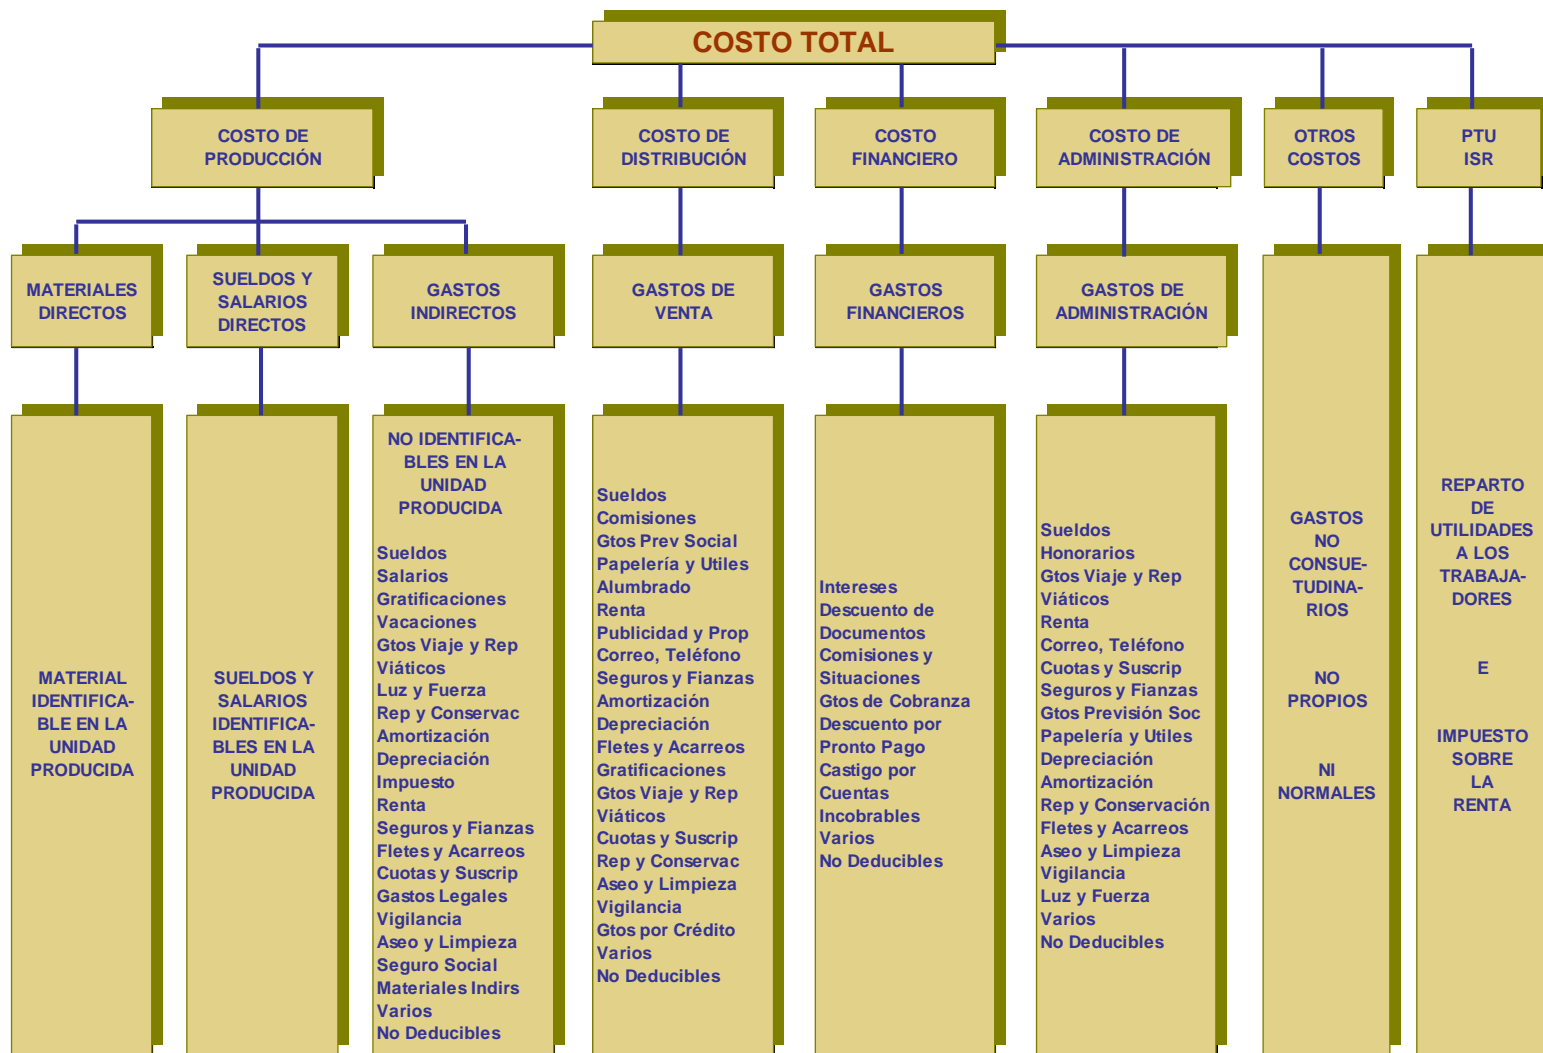 COSTO TOTAL
COSTO DE
PRODUCCIÓN
COSTO DE
DISTRIBUCIÓN
COSTO
FINANCIERO
COSTO DE
ADMINISTRACIÓN
OTROS
COSTOS
PTU
ISR
MATERIALES
DIRECTOS
SUELDOS Y
SALARIOS
DIRECTOS
GASTOS
INDIRECTOS
GASTOS DE
VENTA
GASTOS
FINANCIEROS
GASTOS DE
ADMINISTRACIÓN
MATERIAL
IDENTIFICA-
BLE EN LA
UNIDAD
PRODUCIDA
SUELDOS Y
SALARIOS
IDENTIFICA-
BLES EN LA
UNIDAD
PRODUCIDA
NO IDENTIFICA-
BLES EN LA
UNIDAD
PRODUCIDA
Sueldos
Salarios
Gratificaciones
Vacaciones
Gtos Viaje y Rep
Viáticos
Luz y Fuerza
Rep y Conservac
Amortización
Depreciación
Impuesto
Renta
Seguros y Fianzas
Fletes y Acarreos
Cuotas y Suscrip
Gastos Legales
Vigilancia
Aseo y Limpieza
Seguro Social
Materiales Indirs
Varios
No Deducibles
Sueldos
Comisiones
Gtos Prev Social
Papelería y Utiles
Alumbrado
Renta
Publicidad y Prop
Correo, Teléfono
Seguros y Fianzas
Amortización
Depreciación
Fletes y Acarreos
Gratificaciones
Gtos Viaje y Rep
Viáticos
Cuotas y Suscrip
Rep y Conservac
Aseo y Limpieza
Vigilancia
Gtos por Crédito
Varios
No Deducibles
Intereses
Descuento de
Documentos
Comisiones y
Situaciones
Gtos de Cobranza
Descuento por
Pronto Pago
Castigo por
Cuentas
Incobrables
Varios
No Deducibles
Sueldos
Honorarios
Gtos Viaje y Rep
Viáticos
Renta
Correo, Teléfono
Cuotas y Suscrip
Seguros y Fianzas
Gtos Previsión Soc
Papelería y Utiles
Depreciación
Amortización
Rep y Conservación
Fletes y Acarreos
Aseo y Limpieza
Vigilancia
Luz y Fuerza
Varios
No Deducibles
GASTOS
NO
CONSUE-
TUDINA-
RIOS
NO
PROPIOS
NI
NORMALES
REPARTO
DE
UTILIDADES
A LOS
TRABAJA-
DORES
E
IMPUESTO
SOBRE
LA
RENTA